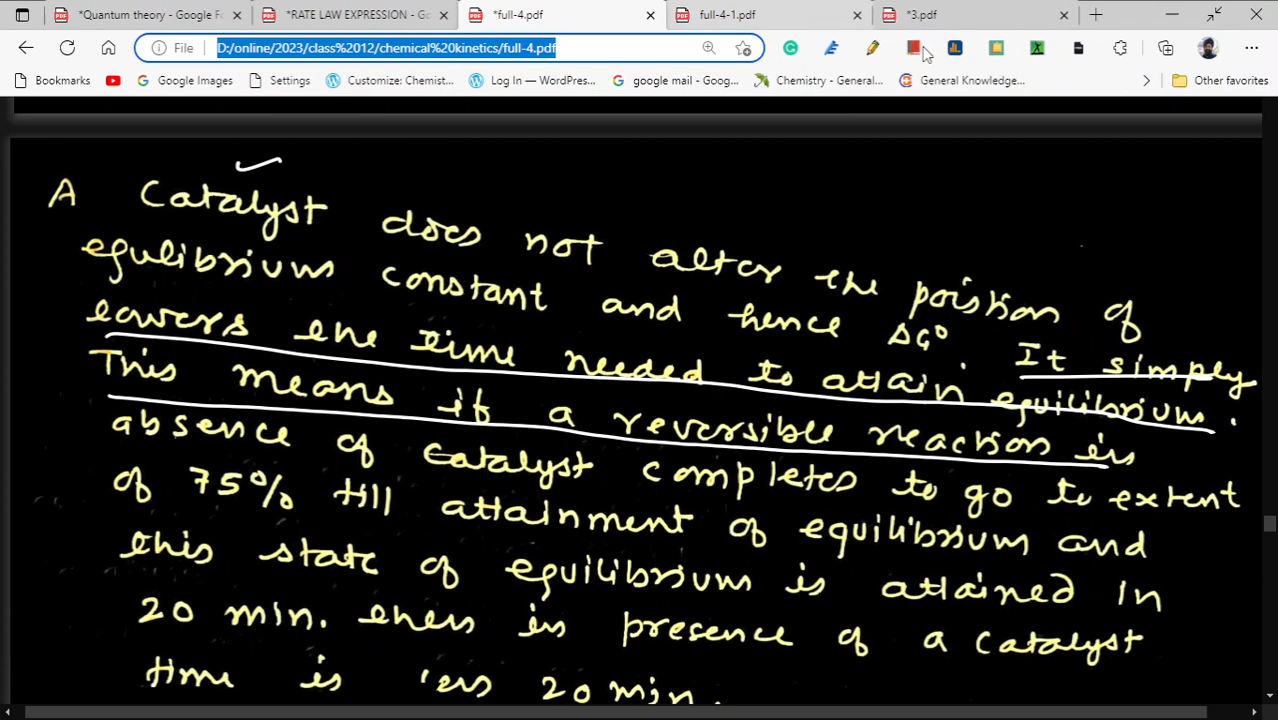 *Quantum theory - Google F
*RATE LAW EXPRESSION - Go
*full-4.pdf
full-4-1.pdf
*3.pdf
File
D:/online/2023/class%2012/chemical%20kinetics/full-4.pdf
Bookmarks
Google Images
Settings
Customize: Chemist...
Log In — WordPress...
google mail - Goog...
Chemistry - General...
General Knowledge...
Other favorites
A Catalyst does not alter the poistion of
equlibrium constant and hence ΔG°. It simply
lowers the time needed to attain equilibrium.
This means if a reversible reaction is
absence of catalyst completes to go to extent
of 75% till attainment of equilibrium and
this state of equilibrium is attained in
20 min. then in presence of a catalyst
time is less 20 min.